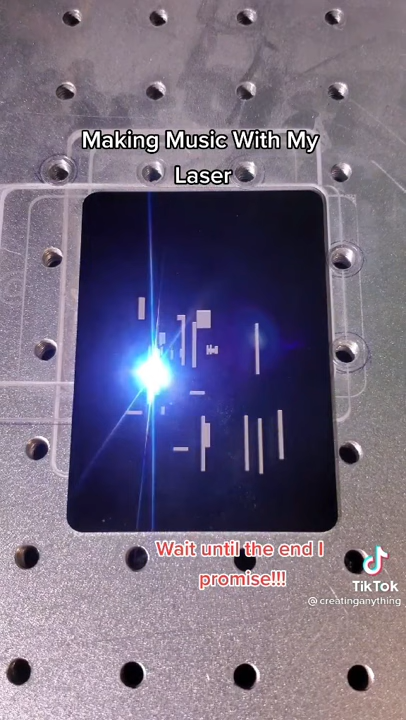 Making Music With My
Laser
Wait until the end I
promise!!!
TikTok
@creatinganything